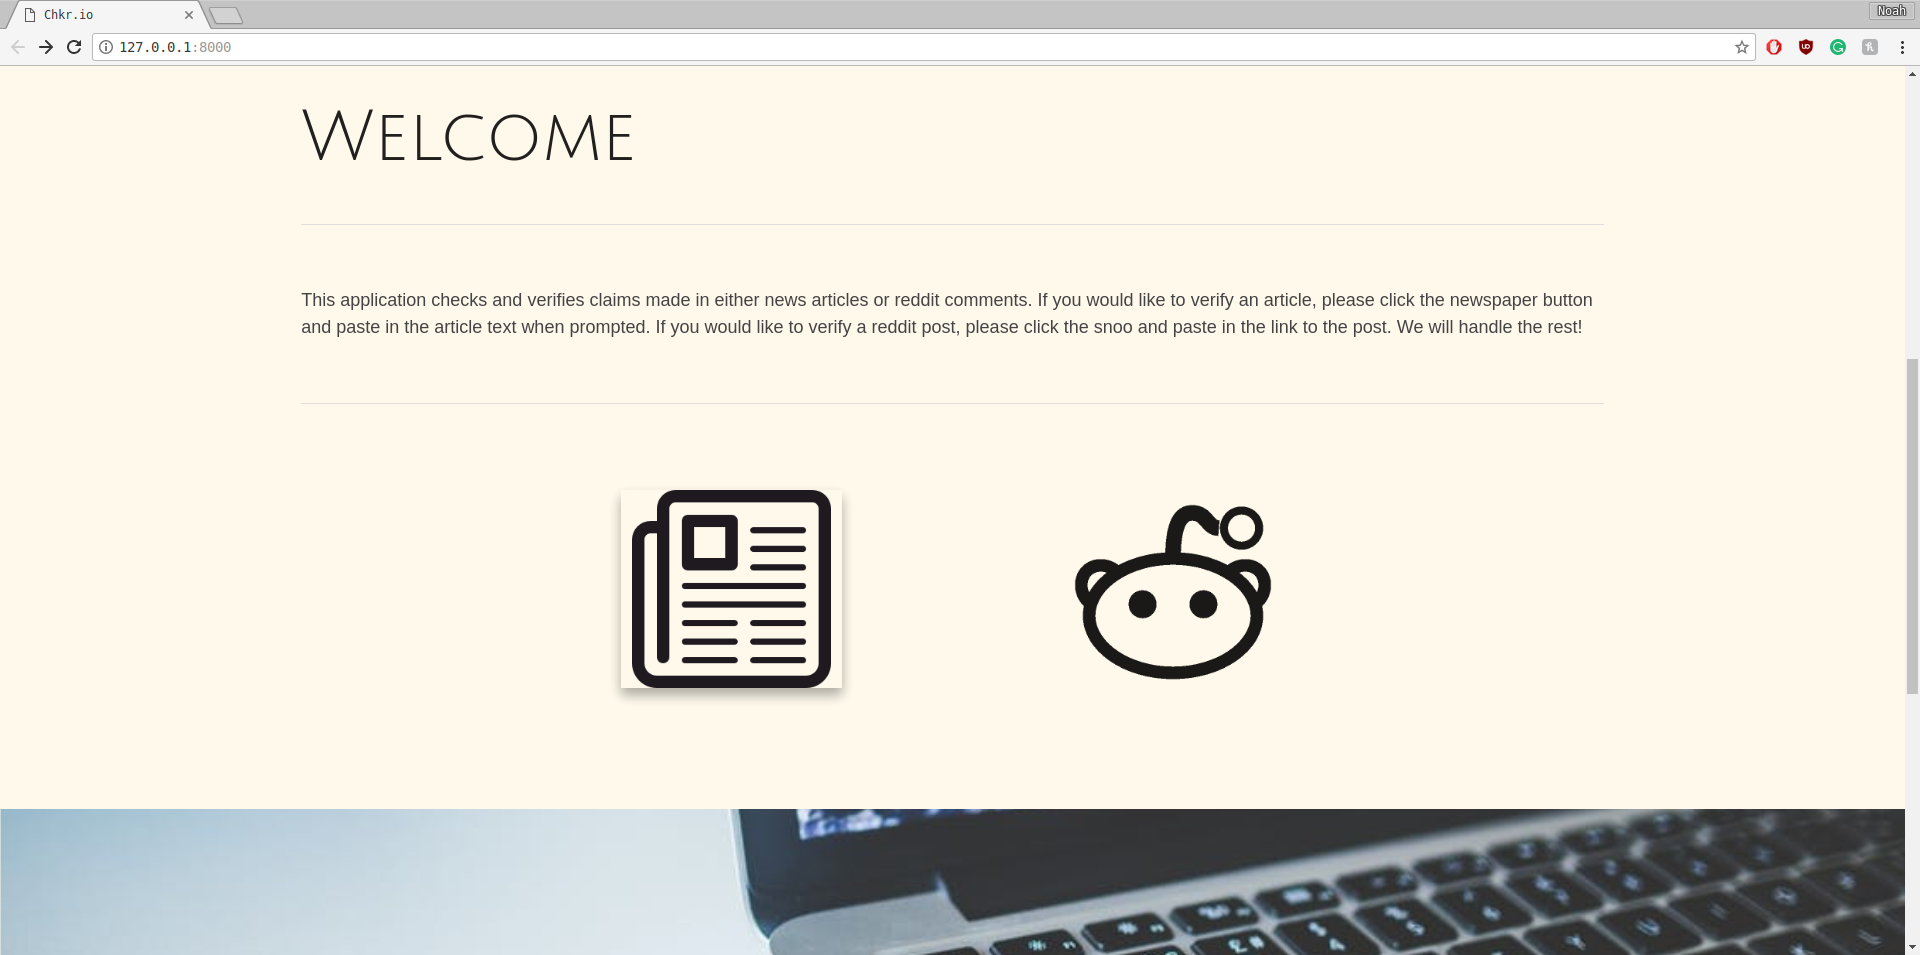 Chkr.io
Noah
127.0.0.1:8000
WELCOME
This application checks and verifies claims made in either news articles or reddit comments. If you would like to verify an article, please click the newspaper button
and paste in the article text when prompted. If you would like to verify a reddit post, please click the snoo and paste in the link to the post. We will handle the rest!